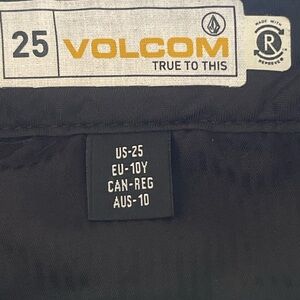 25 VOLCOM
TRUE TO THIS
MADE WITH
R
REPREVE
US-25
EU-10Y
CAN-REG
AUS-10